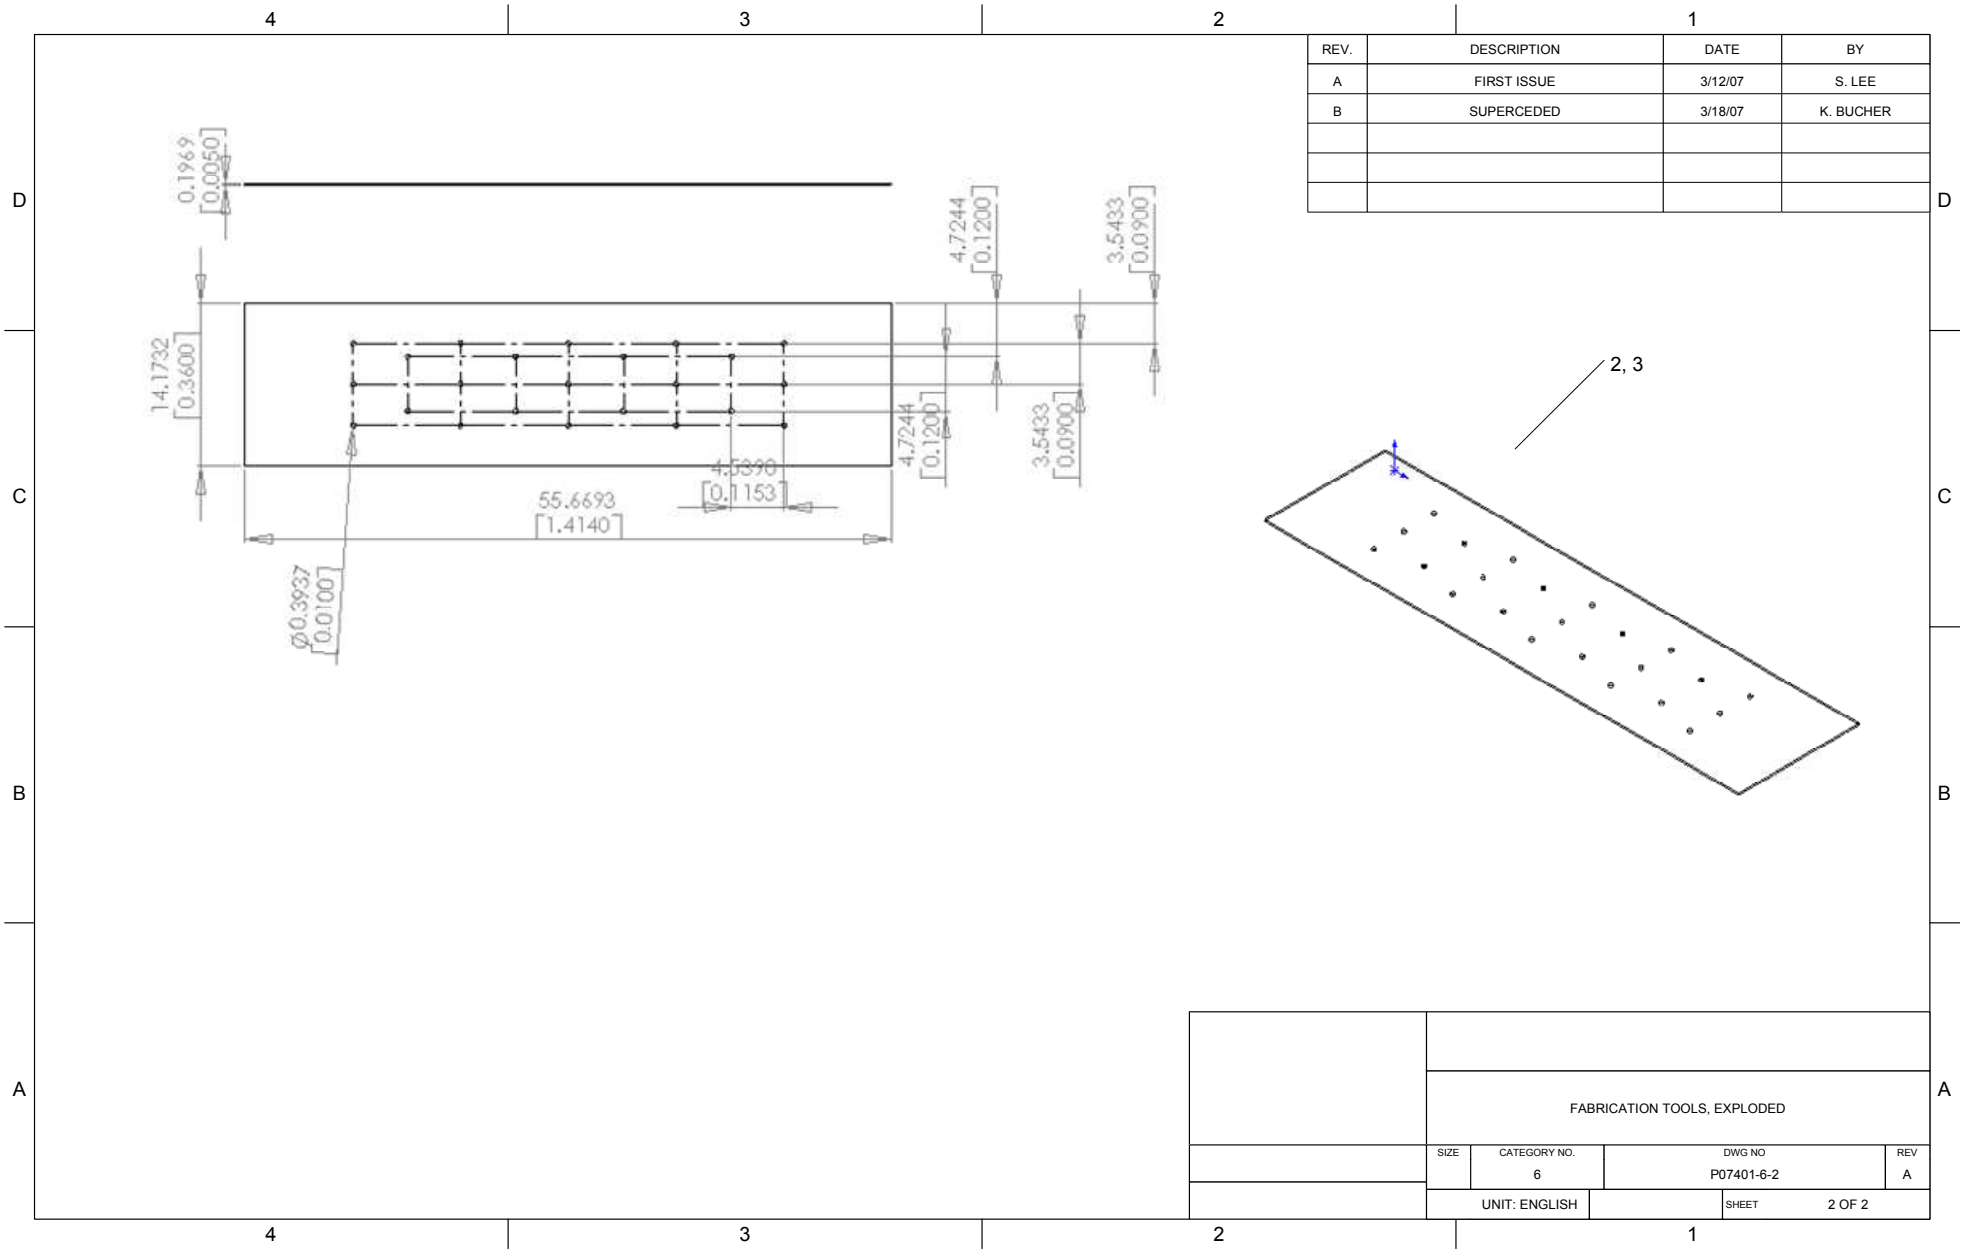 4 3 2 1
REV. DESCRIPTION DATE BY
A FIRST ISSUE 3/12/07 S. LEE
B SUPERCEDED 3/18/07 K. BUCHER
D D
0.1969
[0.0050]
4.7244
[0.1200]
3.5433
[0.0900]
14.1732
[0.3600]
2, 3
4.7244
[0.1200]
3.5433
[0.0900]
4.5390
[0.1153]
C C
55.6693
[1.4140]
Ø0.3937
[0.0100]
B B
A A
FABRICATION TOOLS, EXPLODED
SIZE CATEGORY NO. DWG NO REV
6 P07401-6-2 A
UNIT: ENGLISH SHEET 2 OF 2
4 3 2 1